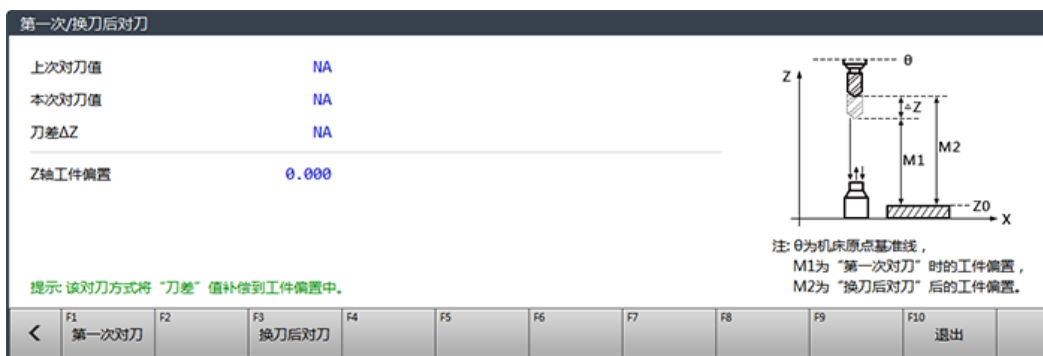 第一次/换刀后对刀
上次对刀值 NA
本次对刀值 NA
刀差ΔZ NA
Z轴工件偏置 0.000
提示: 该对刀方式将“刀差”值补偿到工件偏置中。
Z
θ
ΔZ
M1
M2
Z0
X
注: θ为机床原点基准线，
M1为“第一次对刀”时的工件偏置，
M2为“换刀后对刀”后的工件偏置。
F1 F2 F3 F4 F5 F6 F7 F8 F9 F10
< 第一次对刀 换刀后对刀 退出